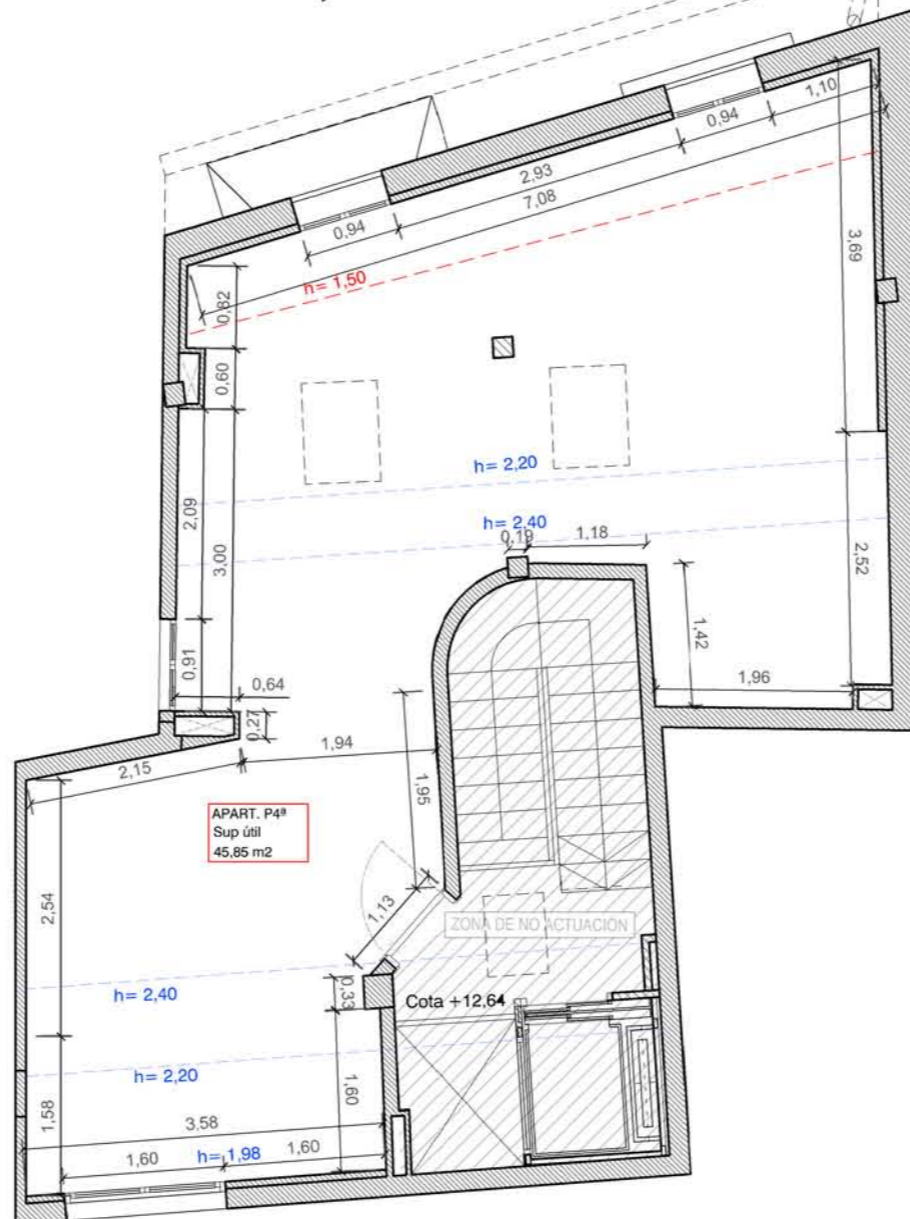 1,10
0,94
2,93
7,08
0,94
h= 1,50
3,69
0,82
0,60
h= 2,20
h= 2,40
2,09
3,00
0,19
1,18
2,52
1,42
0,91
0,64
1,96
0,27
1,94
2,15
1,95
APART. P4ª
Sup útil
45,85 m2
2,54
1,13
ZONA DE NO ACTUACIÓN
h= 2,40
0,33
Cota +12,64
h= 2,20
1,58
1,60
3,58
1,60
h= 1,98
1,60